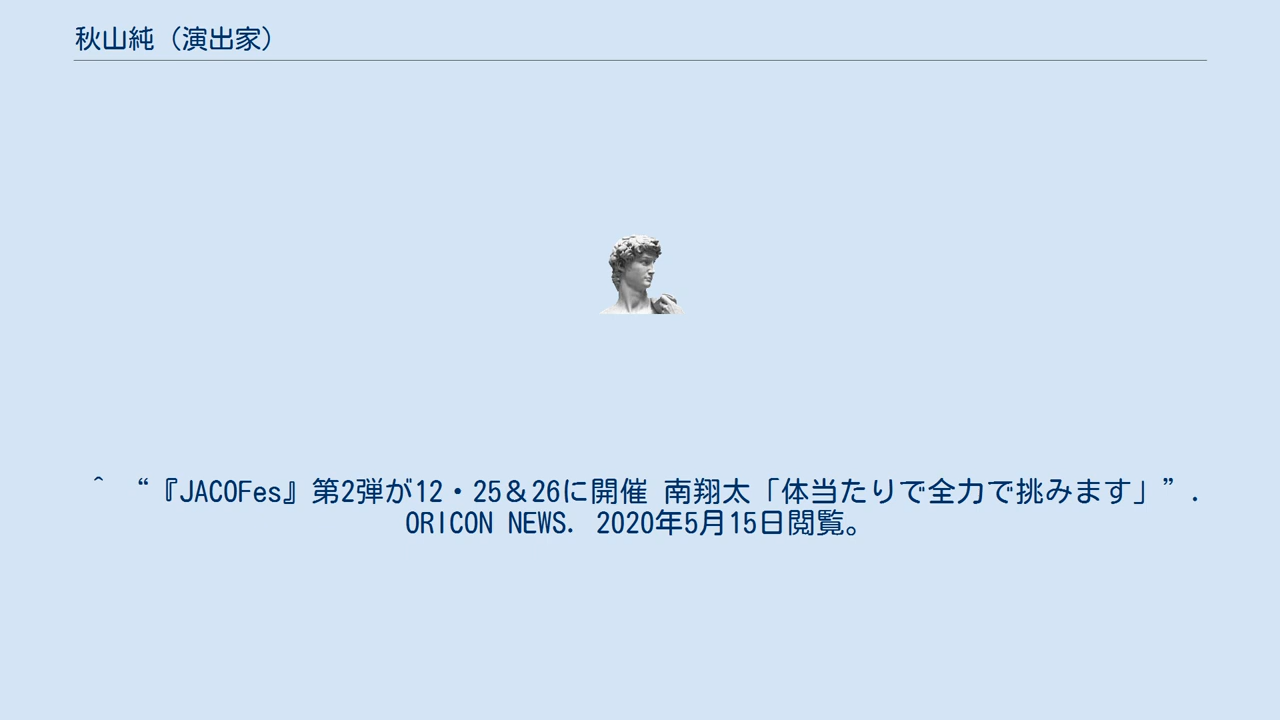 秋山純（演出家）
^ “『JACOFes』第2弾が12・25＆26に開催 南翔太「体当たりで全力で挑みます」”.
ORICON NEWS. 2020年5月15日閲覧。